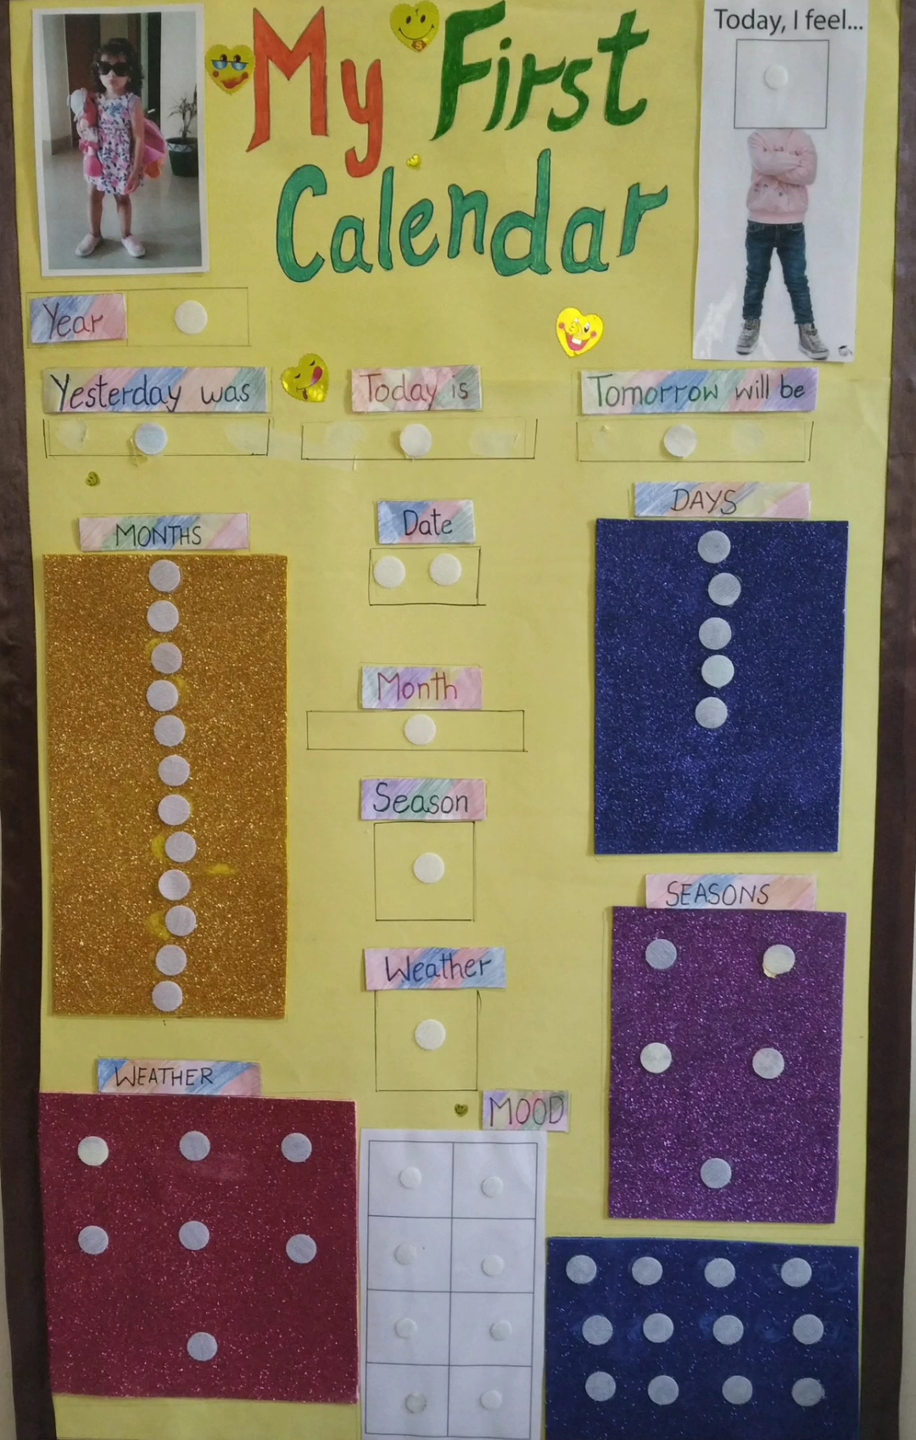 My First
Calendar
Today, I feel...
Year
Yesterday was
Today is
Tomorrow will be
MONTHS
Date
DAYS
Month
Season
SEASONS
Weather
WEATHER
MOOD